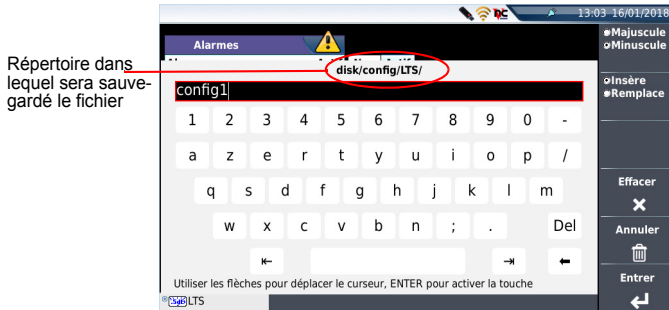 13:03 16/01/2018
Majuscule
Minuscule
Alarmes
Répertoire dans
lequel sera sauve-
gardé le fichier
disk/config/LTS/
Insère
Remplace
config1
1 2 3 4 5 6 7 8 9 0 -
a z e r t y u i o p /
q s d f g h j k l m
Effacer
w x c v b n ; . Del
Annuler
Utiliser les flèches pour déplacer le curseur, ENTER pour activer la touche
Entrer
LTS